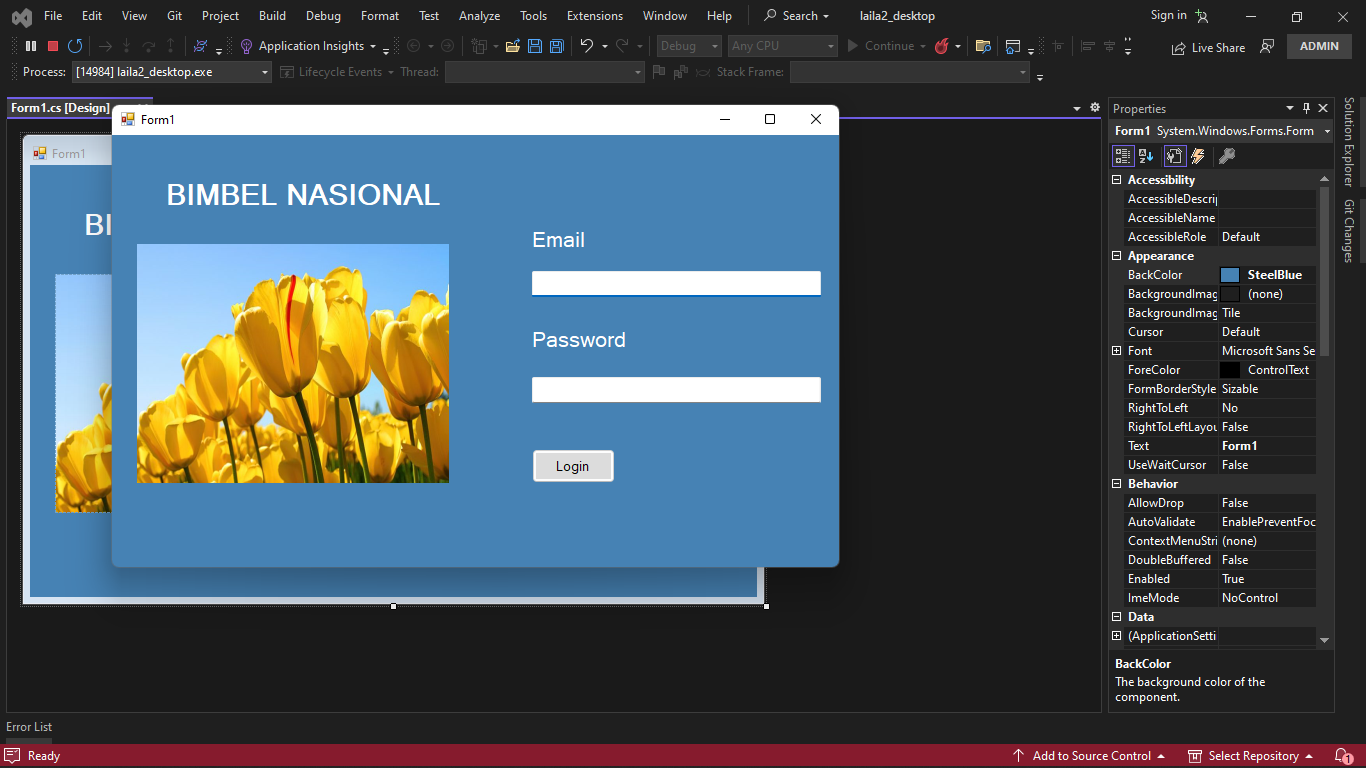 File Edit View Git Project Build Debug Format Test Analyze Tools Extensions Window Help Search laila2_desktop Sign in
Application Insights Debug Any CPU Continue Live Share ADMIN
Process: [14984] laila2_desktop.exe Lifecycle Events Thread: Stack Frame:
Form1.cs [Design]
Form1
BI
Form1
BIMBEL NASIONAL
Email
Password
Login
Properties
Form1 System.Windows.Forms.Form
Accessibility
AccessibleDescrip
AccessibleName
AccessibleRole Default
Appearance
BackColor SteelBlue
BackgroundImag (none)
BackgroundImag Tile
Cursor Default
Font Microsoft Sans Se
ForeColor ControlText
FormBorderStyle Sizable
RightToLeft No
RightToLeftLayou False
Text Form1
UseWaitCursor False
Behavior
AllowDrop False
AutoValidate EnablePreventFoc
ContextMenuStri (none)
DoubleBuffered False
Enabled True
ImeMode NoControl
Data
(ApplicationSetti
BackColor
The background color of the
component.
Solution Explorer
Git Changes
Error List
Ready Add to Source Control Select Repository 1